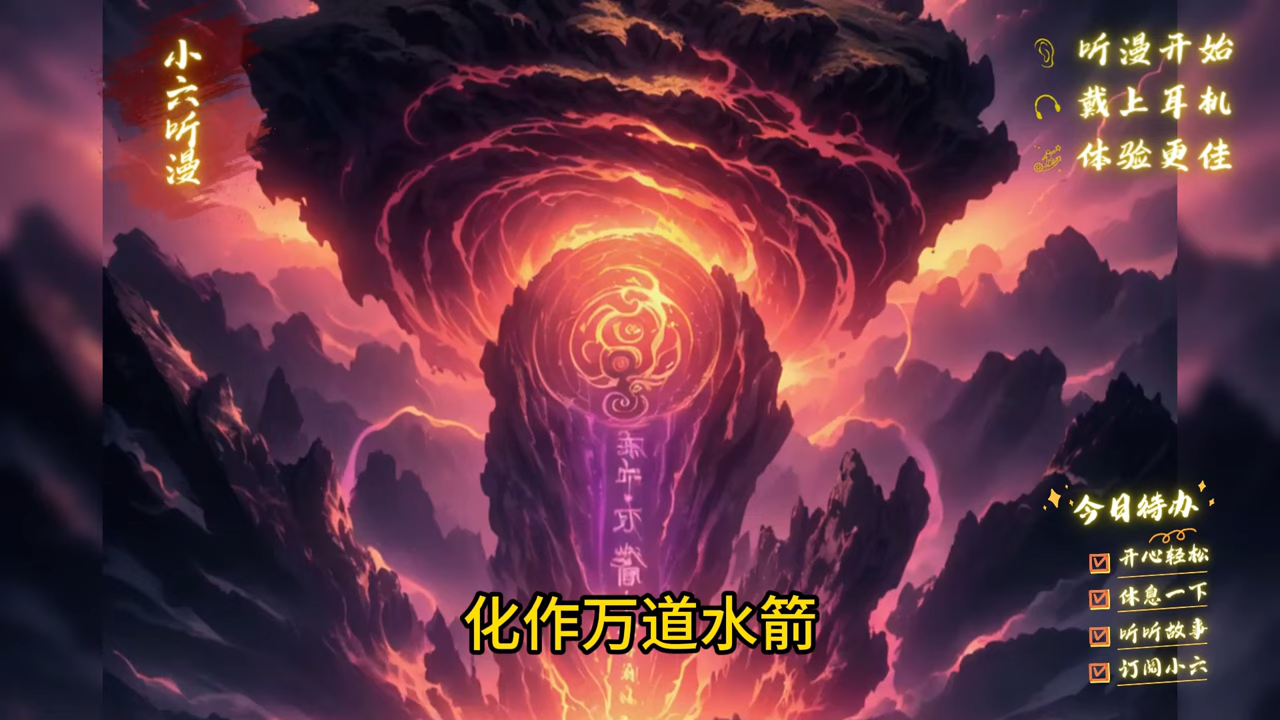 小六听漫
听漫开始
戴上耳机
体验更佳
今日待办
开心轻松
休息一下
听听故事
订阅小六
化作万道水箭